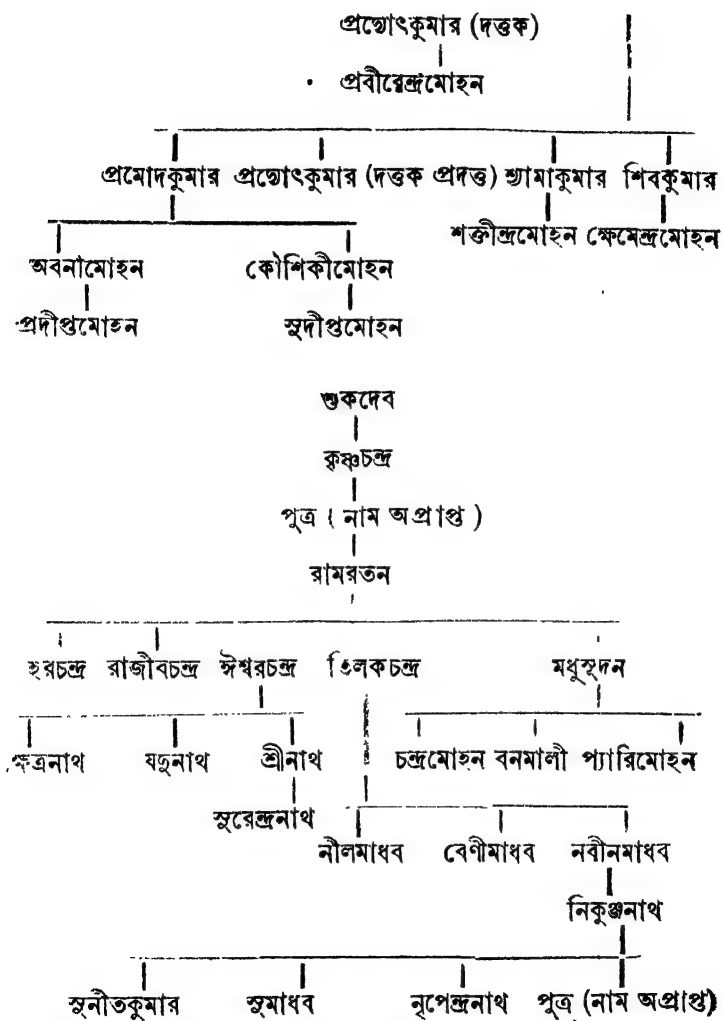 প্রদ্যোৎকুমার (দত্তক)
প্রবীরেন্দ্রমোহন
প্রমোদকুমার প্রদ্যোৎকুমার (দত্তক প্রদত্ত) শ্যামাকুমার শিবকুমার
শক্তীন্দ্রমোহন ক্ষেমেন্দ্রমোহন
অবনীমোহন কৌশিকীমোহন
প্রদীপ্তমোহন সুদীপ্তমোহন
শুকদেব
কৃষ্ণচন্দ্র
পুত্র (নাম অপ্রাপ্ত)
রামরতন
হরচন্দ্র রাজীবচন্দ্র ঈশ্বরচন্দ্র তিলকচন্দ্র মধুসূদন
ক্ষেত্রনাথ যদুনাথ শ্রীনাথ চন্দ্রমোহন বনমালী প্যারিমোহন
সুরেন্দ্রনাথ
নীলমাধব বেণীমাধব নবীনমাধব
নিকুঞ্জনাথ
সুনীতকুমার সুমাধব নৃপেন্দ্রনাথ পুত্র (নাম অপ্রাপ্ত)